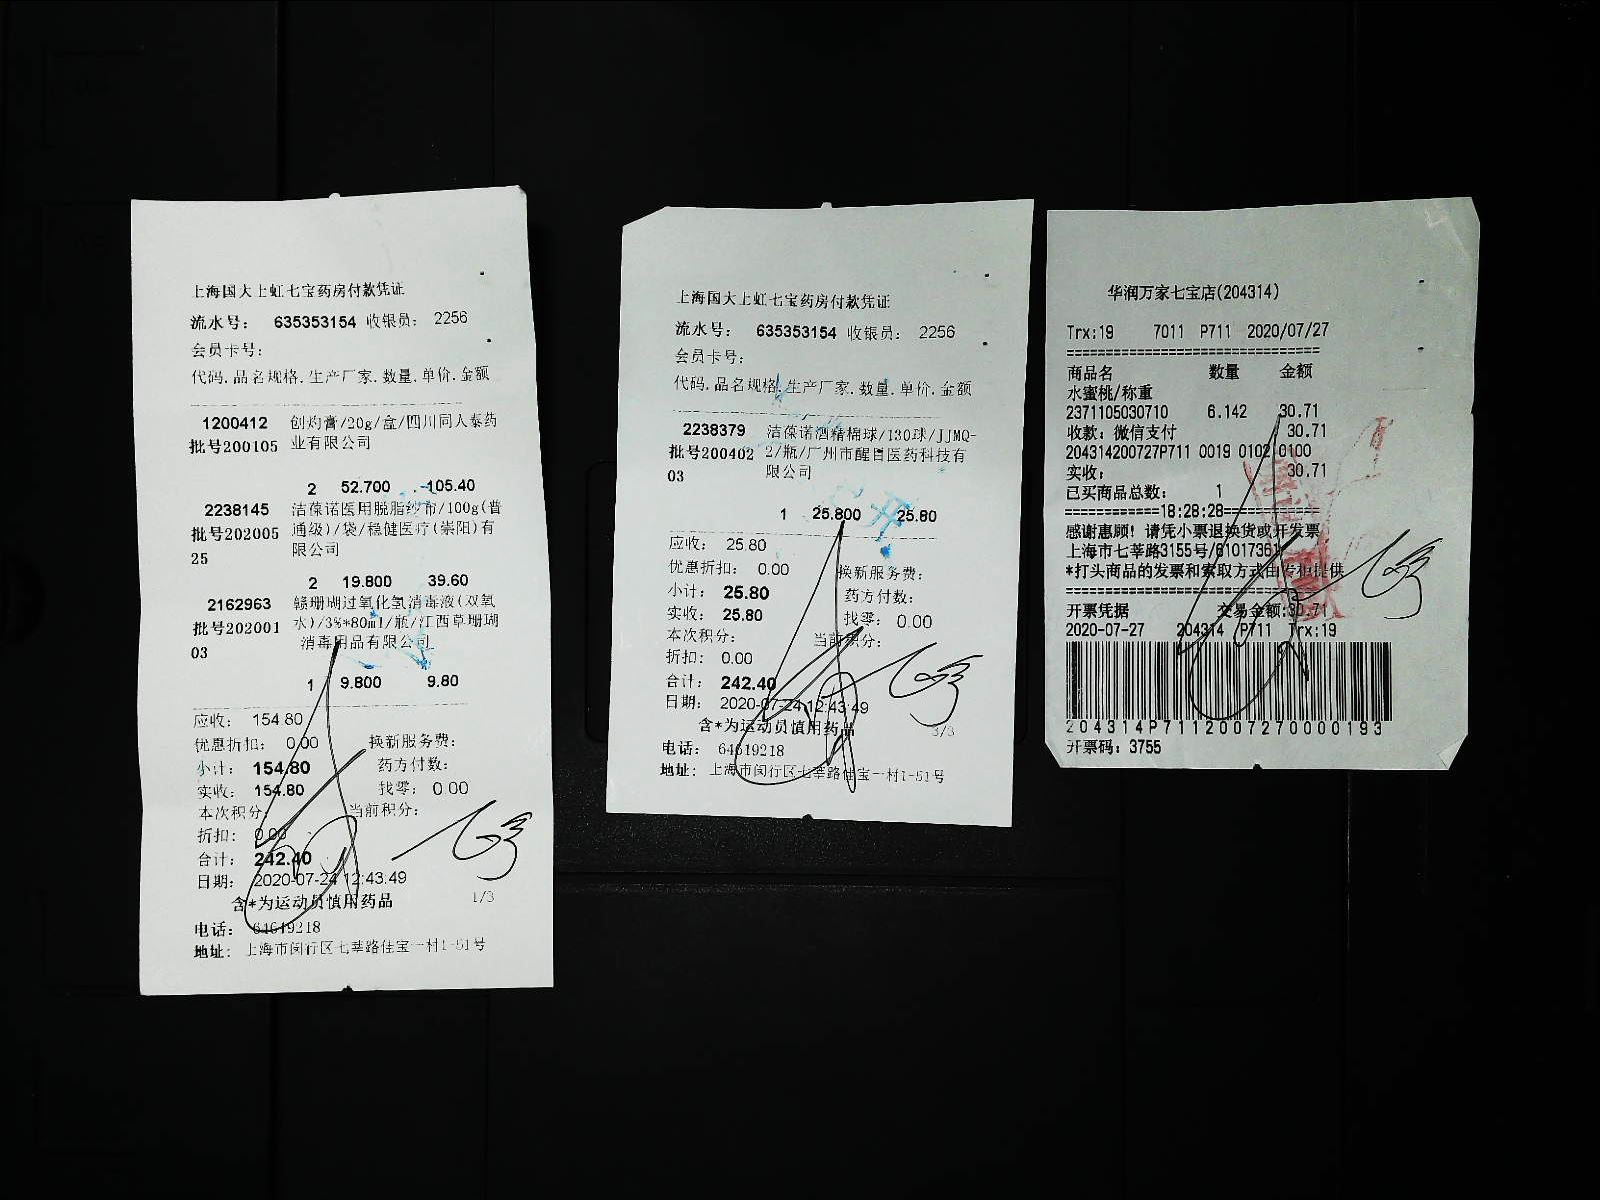 上海国大上虹七宝药房付款凭证
流水号: 635353154 收银员: 2256
会员卡号:
代码.品名规格.生产厂家.数量.单价.金额
1200412 创灼膏/20g/盒/四川同人泰药
批号200105 业有限公司
2 52.700 105.40
2238145 洁葆诺医用脱脂纱布/100g(普
批号202005 通级)/袋/稳健医疗(崇阳)有
25 限公司
2 19.800 39.60
2162963 赣珊瑚过氧化氢消毒液(双氧
批号202001 水)/3%*80ml/瓶/江西草珊瑚
03 消毒用品有限公司
1 9.800 9.80
应收: 154.80
优惠折扣: 0.00 换新服务费:
小计: 154.80 药方付数:
实收: 154.80 找零: 0.00
本次积分: 当前积分:
折扣: 0.00
合计: 242.40
日期: 2020-07-24 12:43:49
含*为运动员慎用药品 1/3
电话: 64619218
地址: 上海市闵行区七莘路佳宝一村1-51号
上海国大上虹七宝药房付款凭证
流水号: 635353154 收银员: 2256
会员卡号:
代码.品名规格.生产厂家.数量.单价.金额
2238379 洁葆诺酒精棉球/130球/JJMQ-
批号200402 2/瓶/广州市醒目医药科技有
03 限公司
1 25.800 25.80
应收: 25.80
优惠折扣: 0.00 换新服务费:
小计: 25.80 药方付数:
实收: 25.80 找零: 0.00
本次积分: 当前积分:
折扣: 0.00
合计: 242.40
日期: 2020-07-24 12:43:49
含*为运动员慎用药品 3/3
电话: 64619218
地址: 上海市闵行区七莘路佳宝一村1-51号
华润万家七宝店(204314)
Trx:19 7011 P711 2020/07/27
商品名 数量 金额
水蜜桃/称重
2371105030710 6.142 30.71
收款: 微信支付 30.71
204314200727P711 0019 0102 0100
实收: 30.71
已买商品总数: 1
============18:28:28============
感谢惠顾! 请凭小票退换货或开发票
上海市七莘路3155号/61017361
*打头商品的发票和索取方式由专柜提供
开票凭据 交易金额:30.71
2020-07-27 204314 P711 Trx:19
204314P71120072700​00193
开票码: 3755